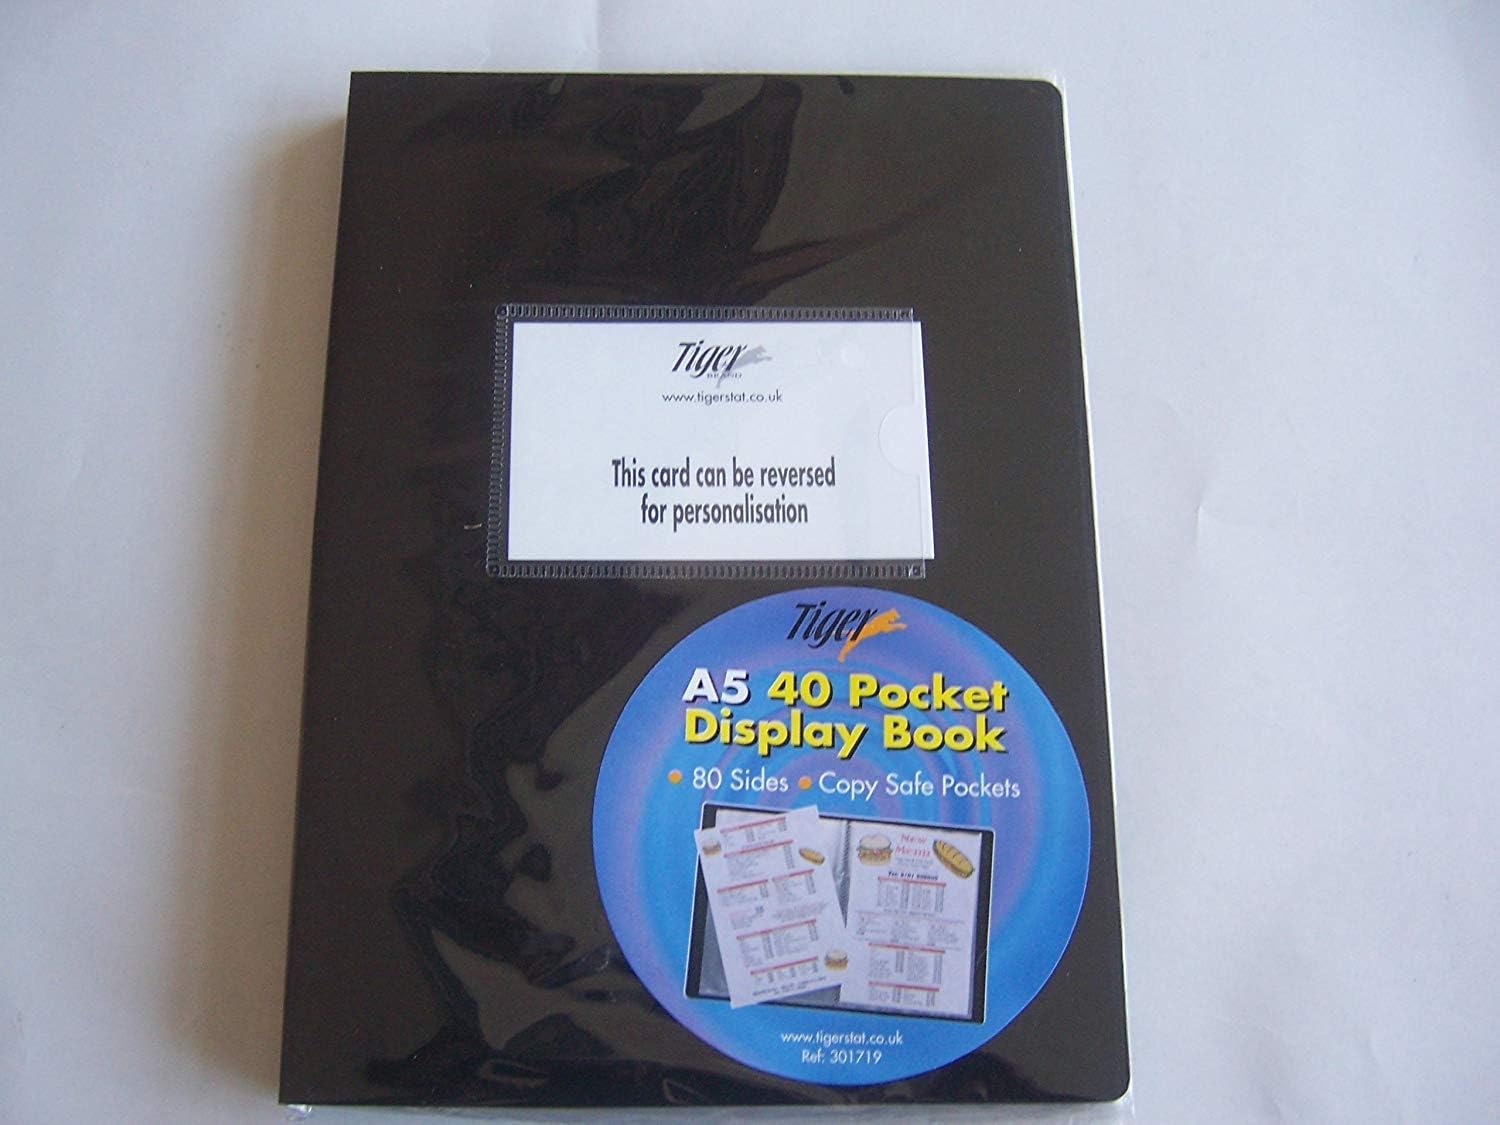 Tiger
BRAND
www.tigerstat.co.uk
This card can be reversed
for personalisation
Tiger
A5 40 Pocket
Display Book
• 80 Sides • Copy Safe Pockets
New
Menu
www.tigerstat.co.uk
Ref: 301719